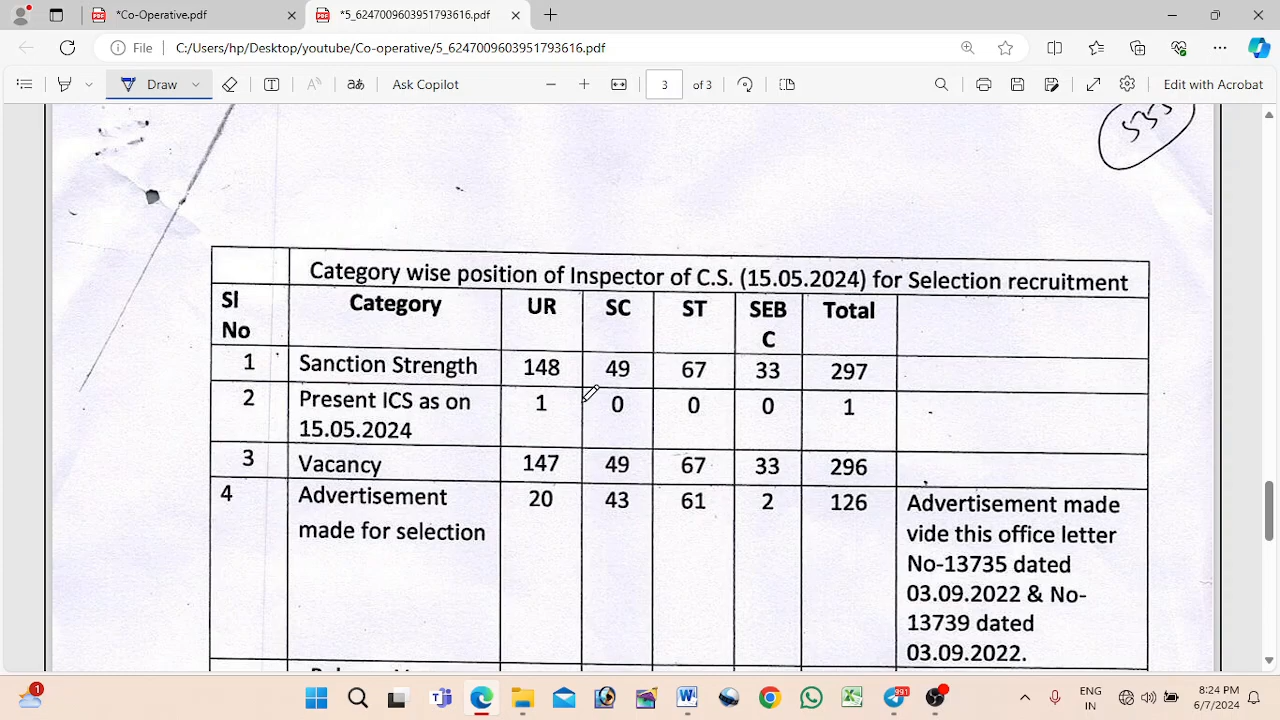 *Co-Operative.pdf
*5_6247009603951793616.pdf
File C:/Users/hp/Desktop/youtube/Co-operative/5_6247009603951793616.pdf
Draw
aあ
Ask Copilot
3 of 3
Edit with Acrobat
535
Category wise position of Inspector of C.S. (15.05.2024) for Selection recruitment
Sl No Category UR SC ST SEB C Total
1 Sanction Strength 148 49 67 33 297
2 Present ICS as on 15.05.2024 1 0 0 0 1
3 Vacancy 147 49 67 33 296
4 Advertisement made for selection 20 43 61 2 126
Advertisement made
vide this office letter
No-13735 dated
03.09.2022 & No-
13739 dated
03.09.2022.
1
991
ENG
IN
8:24 PM
6/7/2024